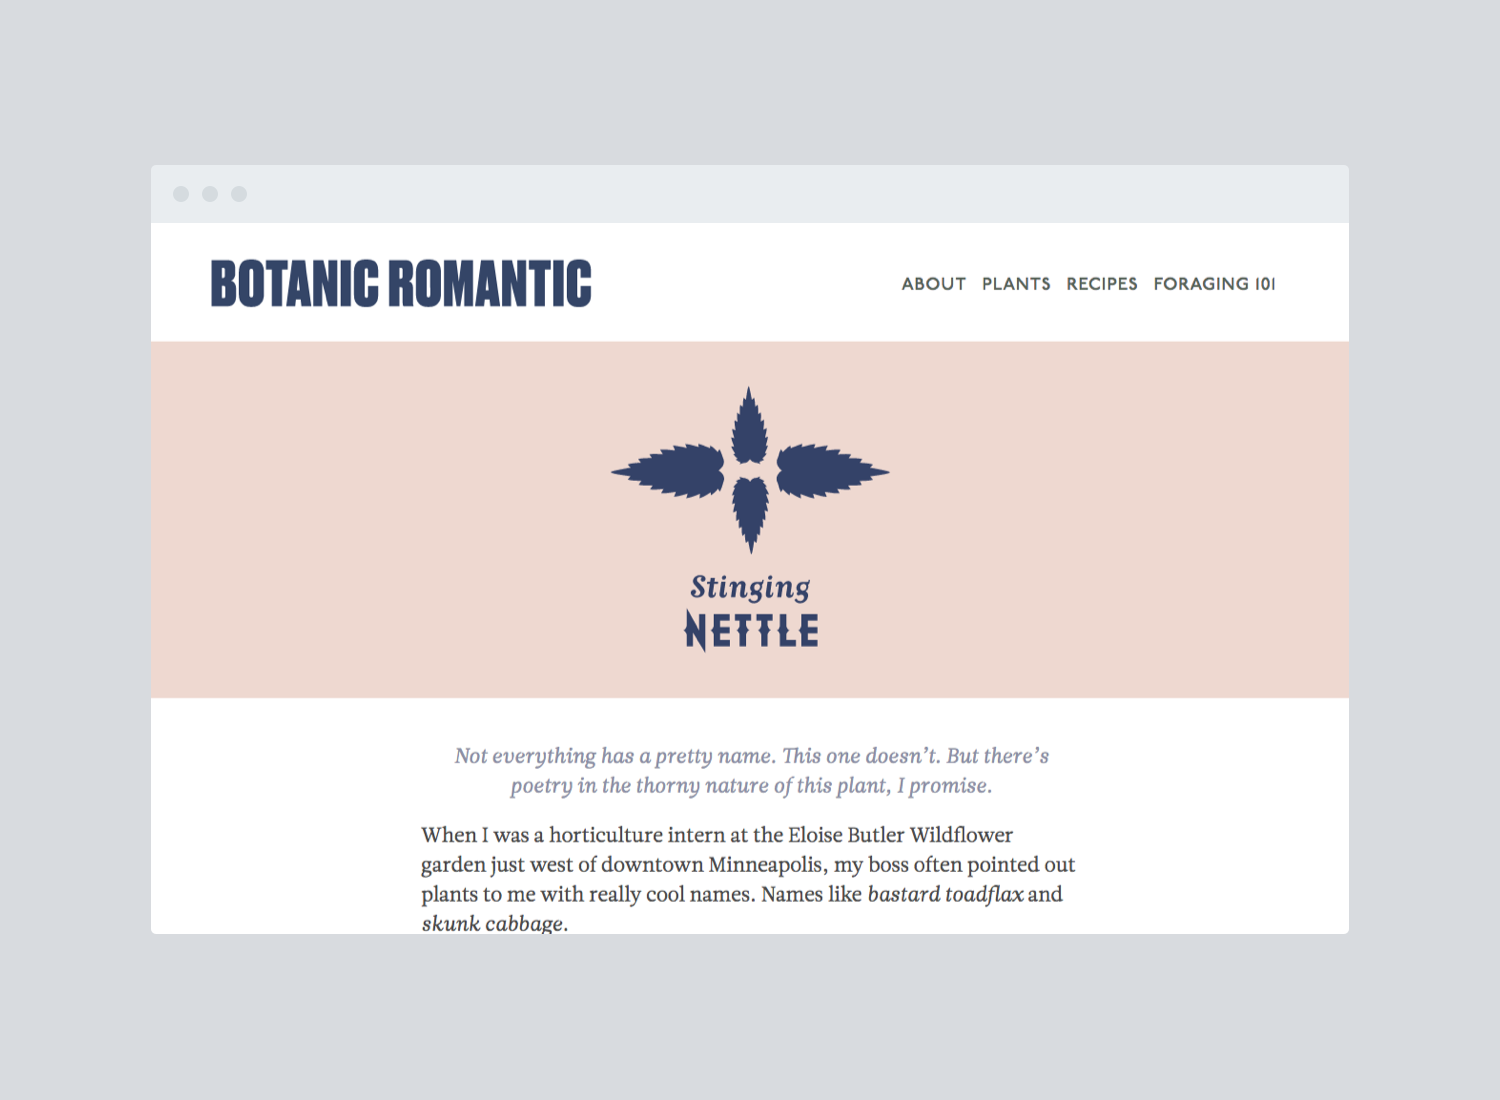 BOTANIC ROMANTIC
ABOUT PLANTS RECIPES FORAGING 101
Stinging
NETTLE
Not everything has a pretty name. This one doesn’t. But there’s
poetry in the thorny nature of this plant, I promise.
When I was a horticulture intern at the Eloise Butler Wildflower
garden just west of downtown Minneapolis, my boss often pointed out
plants to me with really cool names. Names like bastard toadflax and
skunk cabbage.